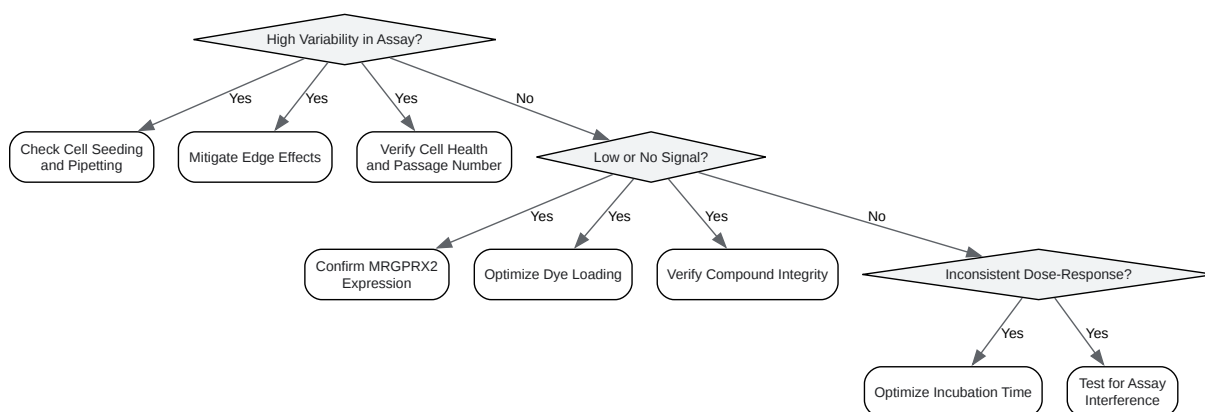 High Variability in Assay?
Yes
Yes
Yes
No
Check Cell Seeding
and Pipetting
Mitigate Edge Effects
Verify Cell Health
and Passage Number
Low or No Signal?
Yes
Yes
Yes
No
Confirm MRGPRX2
Expression
Optimize Dye Loading
Verify Compound Integrity
Inconsistent Dose-Response?
Yes
Yes
Optimize Incubation Time
Test for Assay
Interference